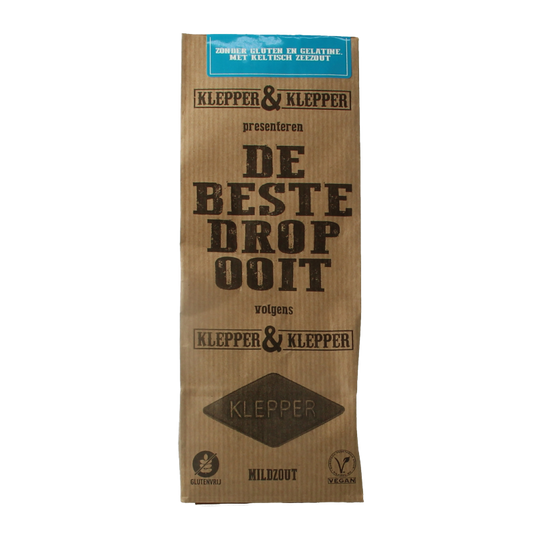 ZONDER GLUTEN EN GELATINE.
MET KELTISCH ZEEZOUT
KLEPPER & KLEPPER
presenteren
DE
BESTE
DROP
OOIT
volgens
KLEPPER & KLEPPER
KLEPPER
GLUTENVRIJ
MILDZOUT
V
VEGAN